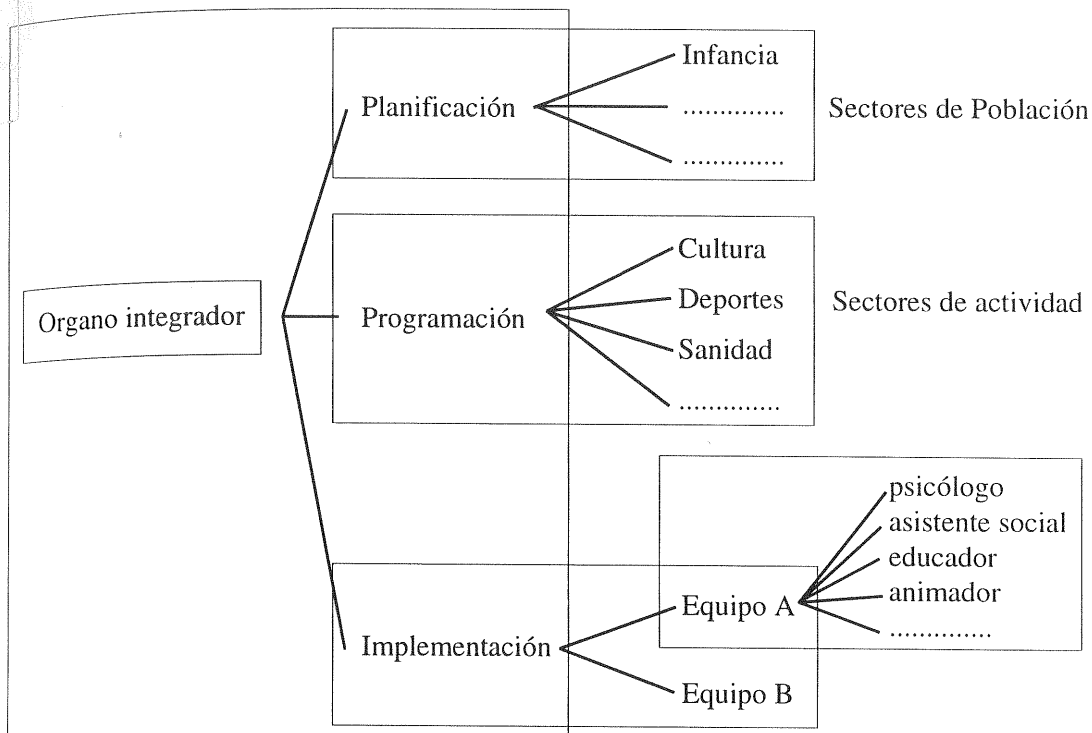 Infancia
Planificación
..............
Sectores de Población
..............
Cultura
Deportes
Sectores de actividad
Organo integrador
Programación
Sanidad
..............
psicólogo
asistente social
educador
animador
Equipo A
..............
Implementación
Equipo B